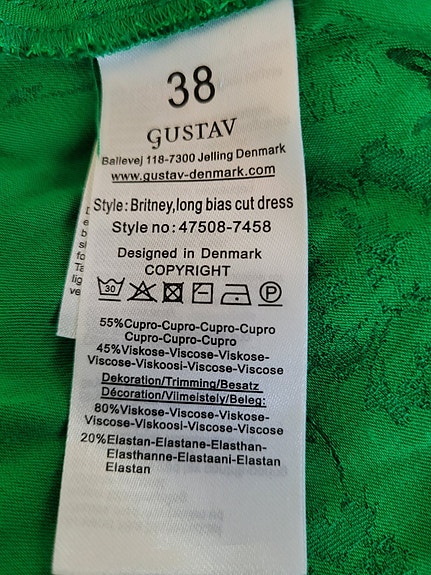 38
GUSTAV
Ballevej 118-7300 Jelling Denmark
www.gustav-denmark.com
Style: Britney,long bias cut dress
Style no: 47508-7458
Designed in Denmark
COPYRIGHT
30
P
55%Cupro-Cupro-Cupro-Cupro
Cupro-Cupro-Cupro
45%Viskose-Viscose-Viskose-
Viscose-Viskoosi-Viscose-Viscose
Dekoration/Trimming/Besatz
Décoration/Viimeistely/Beleg:
80%Viskose-Viscose-Viskose-
Viscose-Viskoosi-Viscose-Viscose
20%Elastan-Elastane-Elasthan-
Elasthanne-Elastaani-Elastan
Elastan